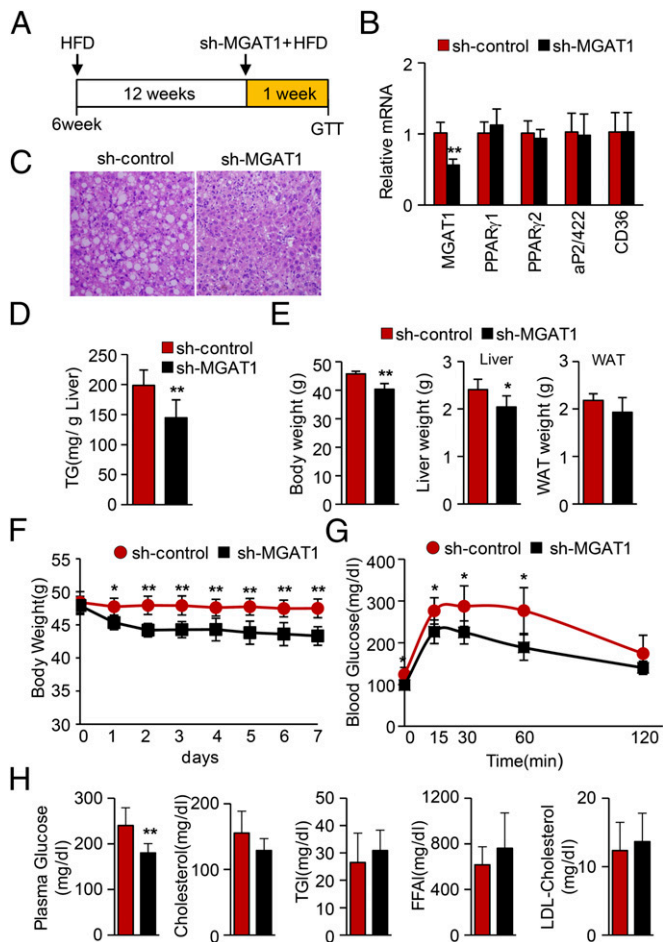 A
HFD
sh-MGAT1+HFD
12 weeks
1 week
6week
GTT
B
sh-control
sh-MGAT1
Relative mRNA
2
1
0
**
MGAT1
PPARγ1
PPARγ2
aP2/422
CD36
C
sh-control
sh-MGAT1
D
sh-control
sh-MGAT1
TG(mg/ g Liver)
250
200
150
100
50
0
**
E
sh-control
sh-MGAT1
Body weight (g)
50
40
30
20
10
0
**
Liver
Liver weight (g)
3
2
1
0
*
WAT
WAT weight (g)
3
2
1
0
F
sh-control
sh-MGAT1
Body Weight(g)
55
50
45
40
35
30
* ** ** ** ** ** **
0 1 2 3 4 5 6 7
days
G
sh-control
sh-MGAT1
Blood Glucose(mg/dl)
400
300
200
100
0
* * * *
0 15 30 60 120
Time(min)
H
Plasma Glucose
(mg/dl)
300
200
100
0
**
Cholesterol(mg/dl)
200
100
0
TGl(mg/dl)
60
50
40
30
20
10
0
FFAl(mg/dl)
1200
800
400
0
LDL-Cholesterol
(mg/dl)
20
10
0